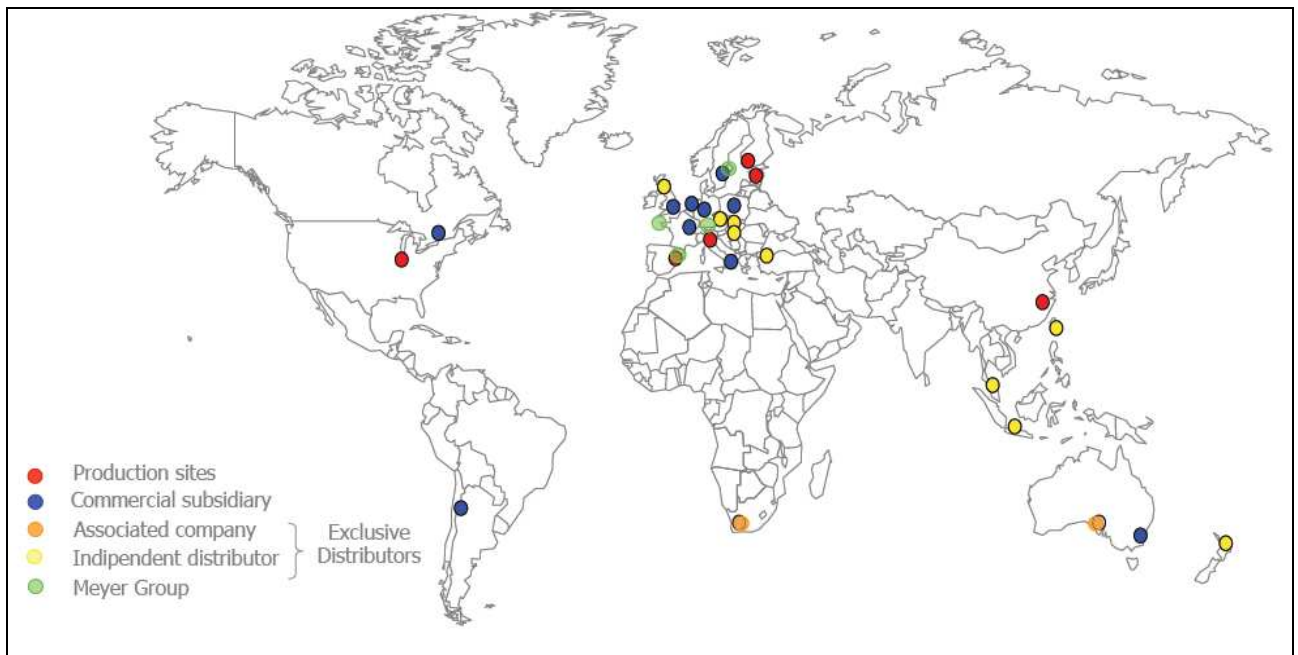 Production sites
Commercial subsidiary
Associated company
Indipendent distributor
Meyer Group
Exclusive
Distributors